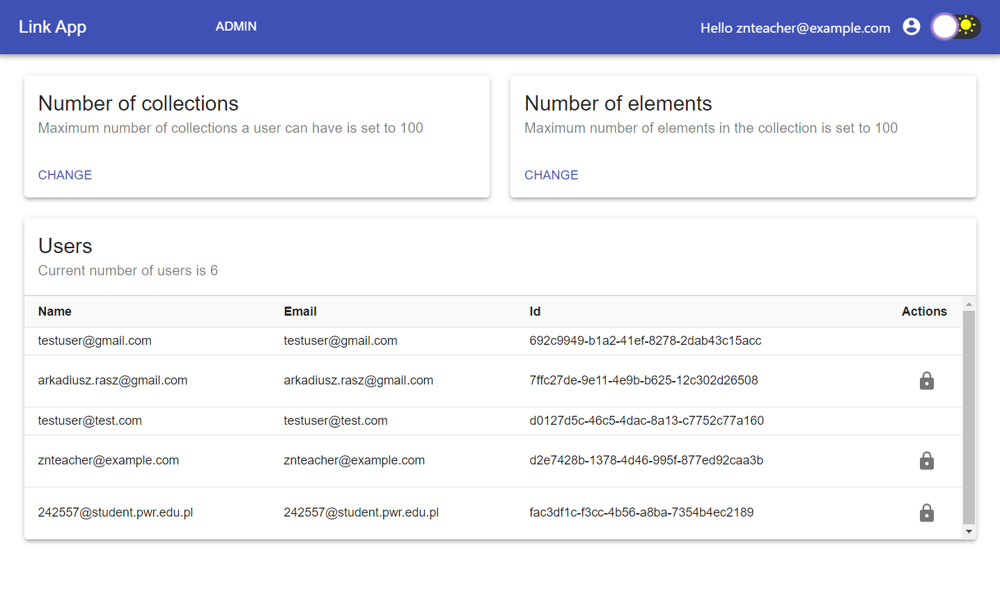 Link App
ADMIN
Hello znteacher@example.com
Number of collections
Maximum number of collections a user can have is set to 100
CHANGE
Number of elements
Maximum number of elements in the collection is set to 100
CHANGE
Users
Current number of users is 6
Name Email Id Actions
testuser@gmail.com testuser@gmail.com 692c9949-b1a2-41ef-8278-2dab43c15acc
arkadiusz.rasz@gmail.com arkadiusz.rasz@gmail.com 7ffc27de-9e11-4e9b-b625-12c302d26508
testuser@test.com testuser@test.com d0127d5c-46c5-4dac-8a13-c7752c77a160
znteacher@example.com znteacher@example.com d2e7428b-1378-4d46-995f-877ed92caa3b
242557@student.pwr.edu.pl 242557@student.pwr.edu.pl fac3df1c-f3cc-4b56-a8ba-7354b4ec2189